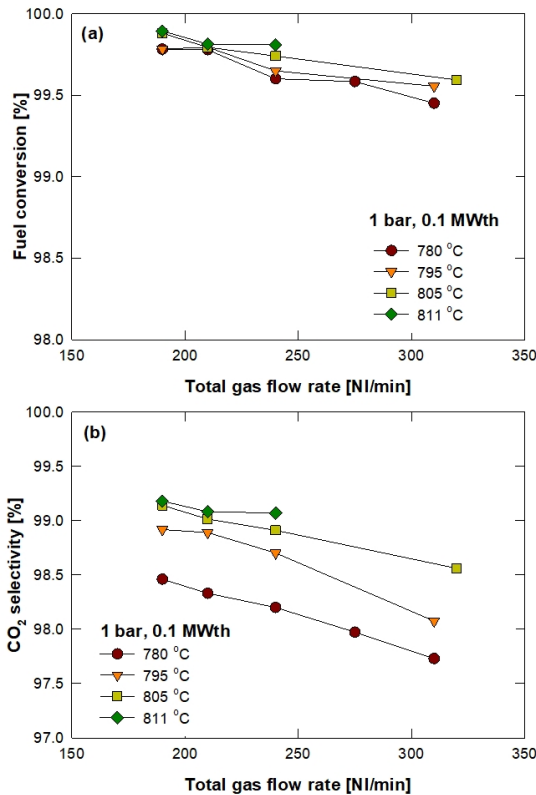 100.0
(a)
99.5
99.0
98.5
98.0
Fuel conversion [%]
1 bar, 0.1 MWth
780 °C
795 °C
805 °C
811 °C
150 200 250 300 350
Total gas flow rate [Nl/min]
100.0
(b)
99.5
99.0
98.5
98.0
97.5
97.0
CO₂ selectivity [%]
1 bar, 0.1 MWth
780 °C
795 °C
805 °C
811 °C
150 200 250 300 350
Total gas flow rate [Nl/min]